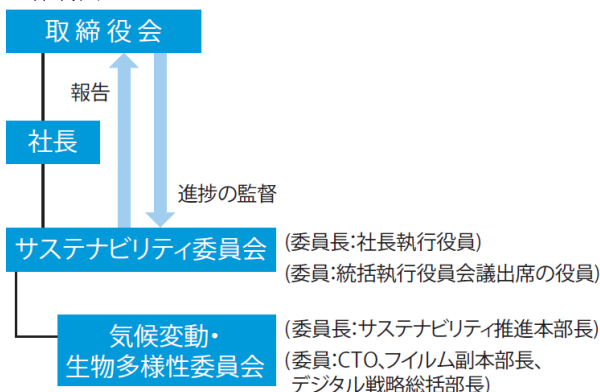 取締役会
報告
社長
進捗の監督
サステナビリティ委員会
(委員長:社長執行役員)
(委員:統括執行役員会議出席の役員)
気候変動・
生物多様性委員会
(委員長:サステナビリティ推進本部長)
(委員:CTO、フイルム副本部長、
デジタル戦略総括部長)